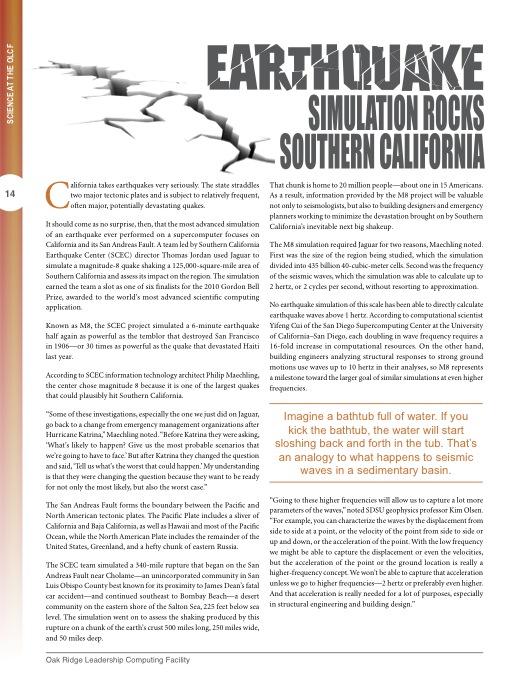 SCIENCE AT THE OLCF
14
EARTHQUAKE
SIMULATION ROCKS
SOUTHERN CALIFORNIA
California takes earthquakes very seriously. The state straddles
two major tectonic plates and is subject to relatively frequent,
often major, potentially devastating quakes.
It should come as no surprise, then, that the most advanced simulation
of an earthquake ever performed on a supercomputer focuses on
California and its San Andreas Fault. A team led by Southern California
Earthquake Center (SCEC) director Thomas Jordan used Jaguar to
simulate a magnitude-8 quake shaking a 125,000-square-mile area of
Southern California and assess its impact on the region. The simulation
earned the team a slot as one of six finalists for the 2010 Gordon Bell
Prize, awarded to the world's most advanced scientific computing
application.
Known as M8, the SCEC project simulated a 6-minute earthquake
half again as powerful as the temblor that destroyed San Francisco
in 1906—or 30 times as powerful as the quake that devastated Haiti
last year.
According to SCEC information technology architect Philip Maechling,
the center chose magnitude 8 because it is one of the largest quakes
that could plausibly hit Southern California.
“Some of these investigations, especially the one we just did on Jaguar,
go back to a change from emergency management organizations after
Hurricane Katrina,” Maechling noted. “Before Katrina they were asking,
‘What's likely to happen? Give us the most probable scenarios that
we're going to have to face.’ But after Katrina they changed the question
and said, ‘Tell us what's the worst that could happen.’ My understanding
is that they were changing the question because they want to be ready
for not only the most likely, but also the worst case.”
The San Andreas Fault forms the boundary between the Pacific and
North American tectonic plates. The Pacific Plate includes a sliver of
California and Baja California, as well as Hawaii and most of the Pacific
Ocean, while the North American Plate includes the remainder of the
United States, Greenland, and a hefty chunk of eastern Russia.
The SCEC team simulated a 340-mile rupture that began on the San
Andreas Fault near Cholame—an unincorporated community in San
Luis Obispo County best known for its proximity to James Dean's fatal
car accident—and continued southeast to Bombay Beach—a desert
community on the eastern shore of the Salton Sea, 225 feet below sea
level. The simulation went on to assess the shaking produced by this
rupture on a chunk of the earth's crust 500 miles long, 250 miles wide,
and 50 miles deep.
That chunk is home to 20 million people—about one in 15 Americans.
As a result, information provided by the M8 project will be valuable
not only to seismologists, but also to building designers and emergency
planners working to minimize the devastation brought on by Southern
California's inevitable next big shakeup.
The M8 simulation required Jaguar for two reasons, Maechling noted.
First was the size of the region being studied, which the simulation
divided into 435 billion 40-cubic-meter cells. Second was the frequency
of the seismic waves, which the simulation was able to calculate up to
2 hertz, or 2 cycles per second, without resorting to approximation.
No earthquake simulation of this scale has been able to directly calculate
earthquake waves above 1 hertz. According to computational scientist
Yifeng Cui of the San Diego Supercomputing Center at the University
of California–San Diego, each doubling in wave frequency requires a
16-fold increase in computational resources. On the other hand,
building engineers analyzing structural responses to strong ground
motions use waves up to 10 hertz in their analyses, so M8 represents
a milestone toward the larger goal of similar simulations at even higher
frequencies.
Imagine a bathtub full of water. If you
kick the bathtub, the water will start
sloshing back and forth in the tub. That's
an analogy to what happens to seismic
waves in a sedimentary basin.
“Going to these higher frequencies will allow us to capture a lot more
parameters of the waves,” noted SDSU geophysics professor Kim Olsen.
“For example, you can characterize the waves by the displacement from
side to side at a point, or the velocity of the point from side to side or
up and down, or the acceleration of the point. With the low frequency
we might be able to capture the displacement or even the velocities,
but the acceleration of the point or the ground location is really a
higher-frequency concept. We won't be able to capture that acceleration
unless we go to higher frequencies—2 hertz or preferably even higher.
And that acceleration is really needed for a lot of purposes, especially
in structural engineering and building design.”
Oak Ridge Leadership Computing Facility